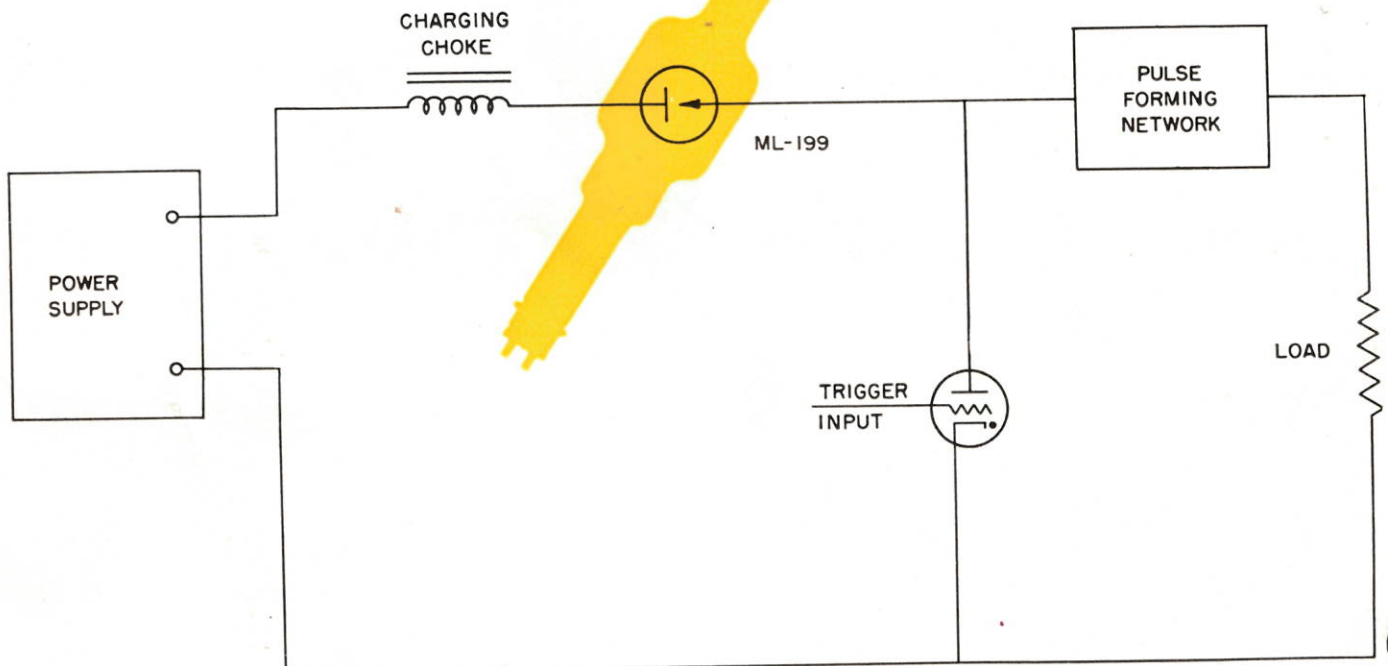 CHARGING
CHOKE
ML-199
PULSE
FORMING
NETWORK
POWER
SUPPLY
LOAD
TRIGGER
INPUT